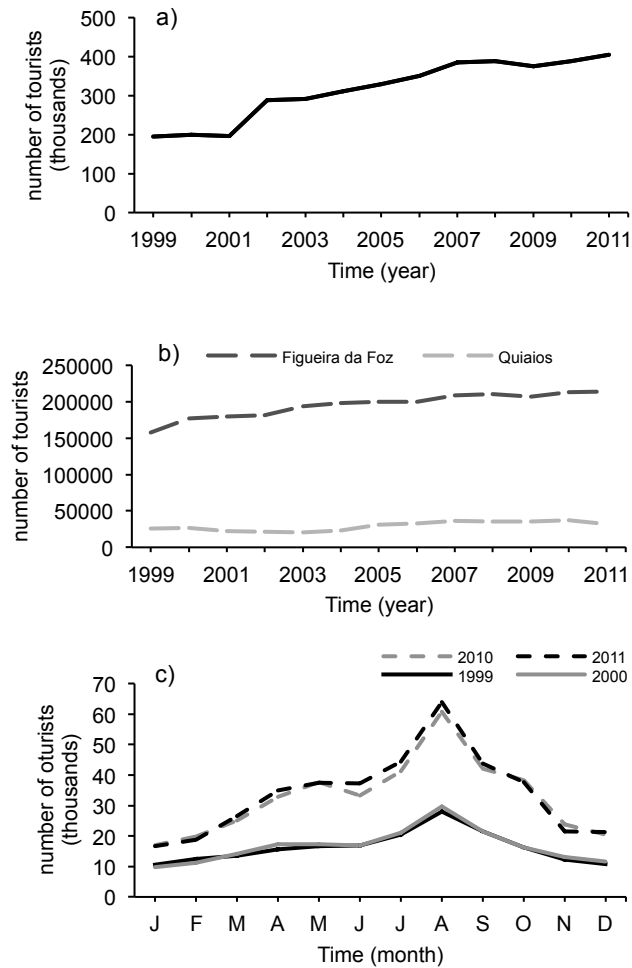 a)
500
400
300
200
100
0
number of tourists
(thousands)
1999 2001 2003 2005 2007 2009 2011
Time (year)
b)
Figueira da Foz Quiaios
250000
200000
150000
100000
50000
0
number of tourists
1999 2001 2003 2005 2007 2009 2011
Time (year)
2010 2011
1999 2000
c)
70
60
50
40
30
20
10
0
number of oturists
(thousands)
J F M A M J J A S O N D
Time (month)